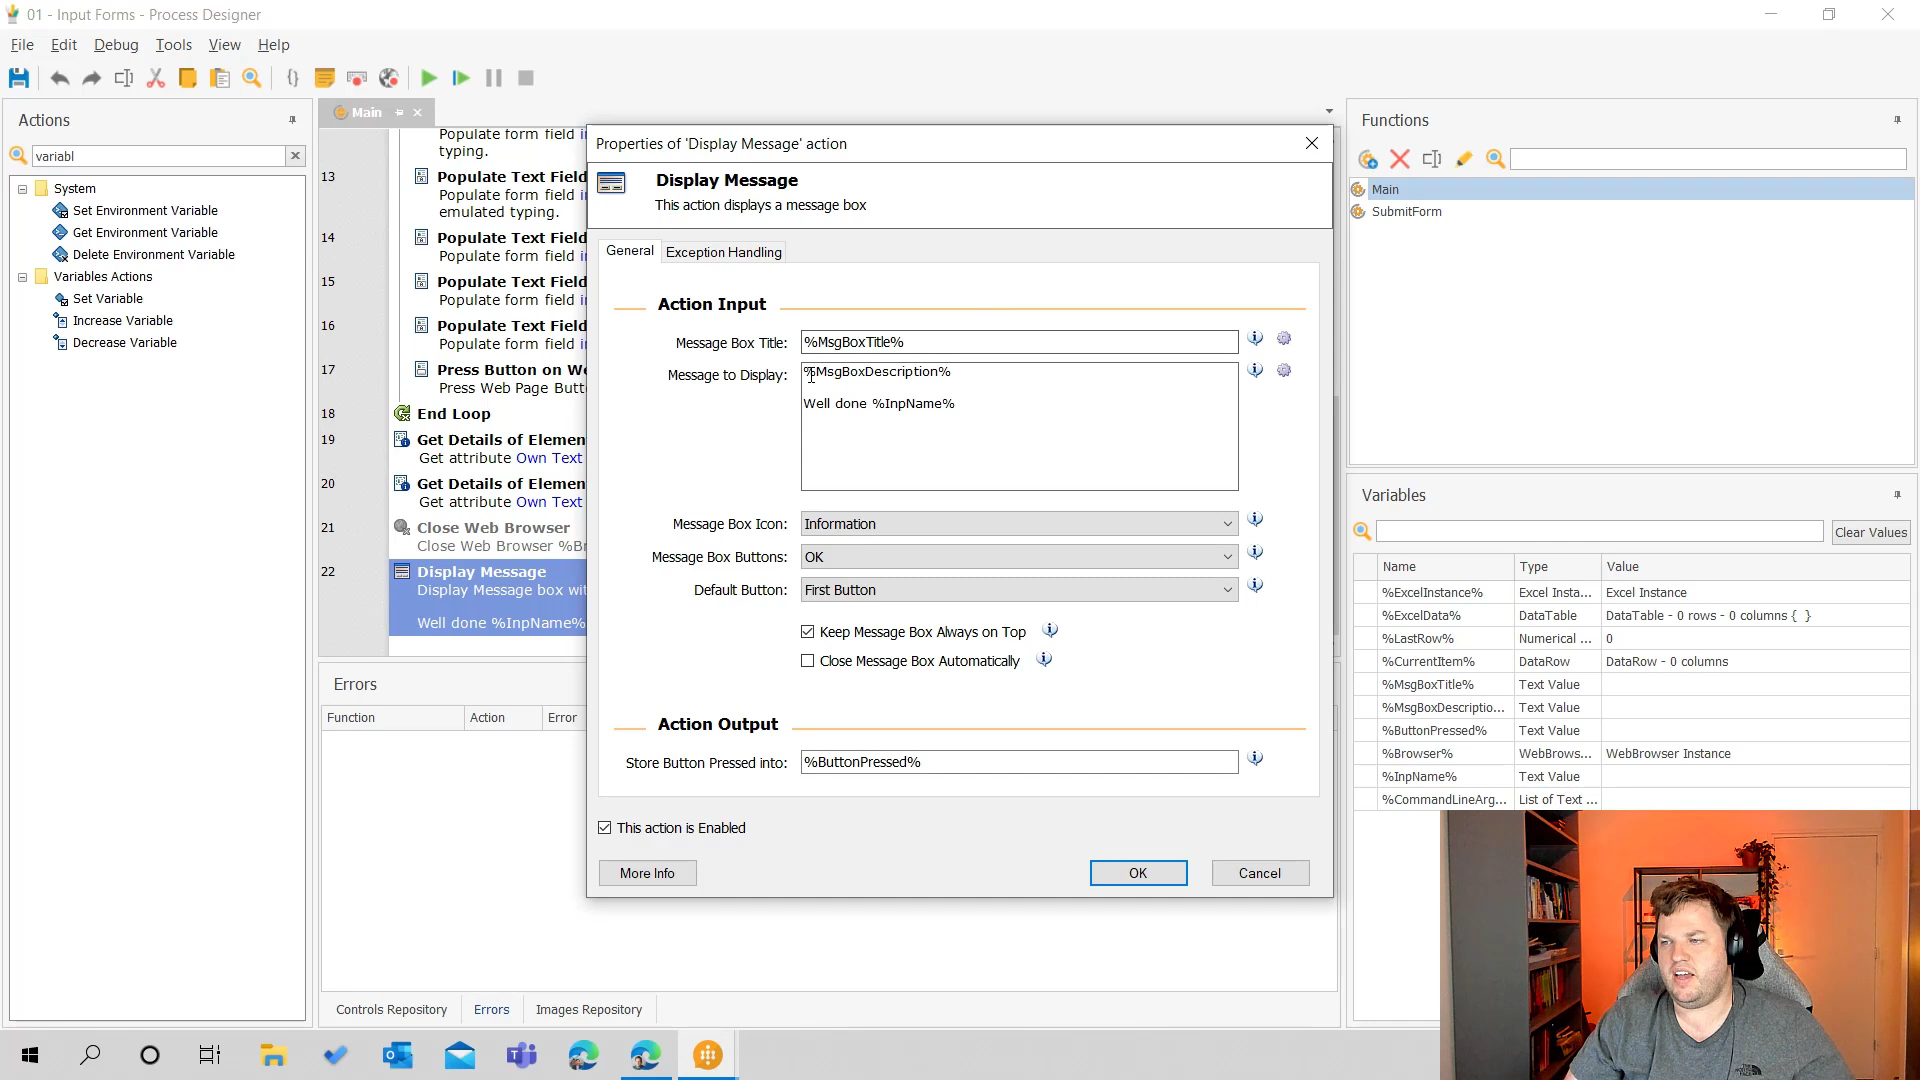 01 - Input Forms - Process Designer
File Edit Debug Tools View Help
Actions
variabl
System
Set Environment Variable
Get Environment Variable
Delete Environment Variable
Variables Actions
Set Variable
Increase Variable
Decrease Variable
Main
Populate form field
typing.
13 Populate Text Field
Populate form field
emulated typing.
14 Populate Text Field
Populate form field
15 Populate Text Field
Populate form field
16 Populate Text Field
Populate form field
17 Press Button on
Press Web Page
18 End Loop
19 Get Details of
Get attribute Own Text
20 Get Details of
Get attribute Own Text
21 Close Web Browser
Close Web Browser
22 Display Message
Display Message box
Well done %InpName%
Properties of 'Display Message' action
Display Message
This action displays a message box
General Exception Handling
Action Input
Message Box Title: %MsgBoxTitle%
Message to Display: %MsgBoxDescription%
Well done %InpName%
Message Box Icon: Information
Message Box Buttons: OK
Default Button: First Button
Keep Message Box Always on Top
Close Message Box Automatically
Action Output
Store Button Pressed into: %ButtonPressed%
This action is Enabled
More Info OK Cancel
Errors
Function Action Error
Controls Repository Errors Images Repository
Functions
Main
SubmitForm
Variables
Clear Values
Name Type Value
%ExcelInstance% Excel Insta... Excel Instance
%ExcelData% DataTable DataTable - 0 rows - 0 columns { }
%LastRow% Numerical ... 0
%CurrentItem% DataRow DataRow - 0 columns
%MsgBoxTitle% Text Value
%MsgBoxDescriptio... Text Value
%ButtonPressed% Text Value
%Browser% WebBrows... WebBrowser Instance
%InpName% Text Value
%CommandLineArg... List of Text ...